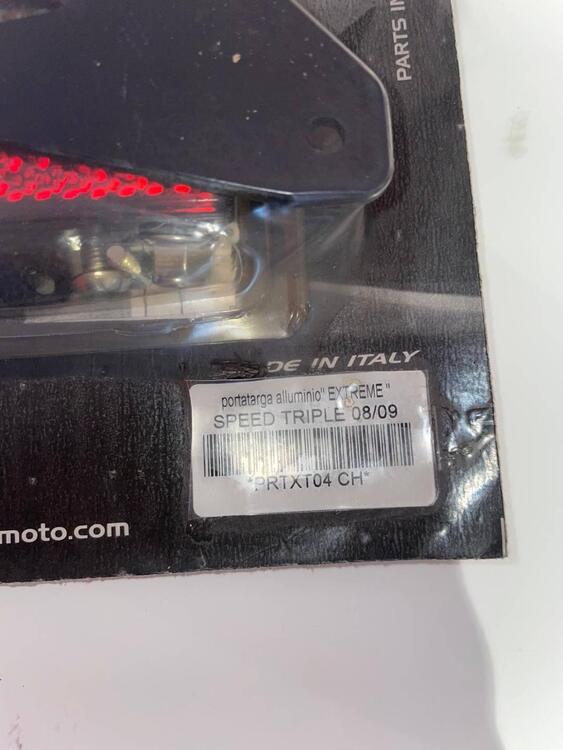 PARTS IN
DE IN ITALY
portatarga alluminio" EXTREME "
SPEED TRIPLE 08/09
*PRTXT04 CH*
moto.com